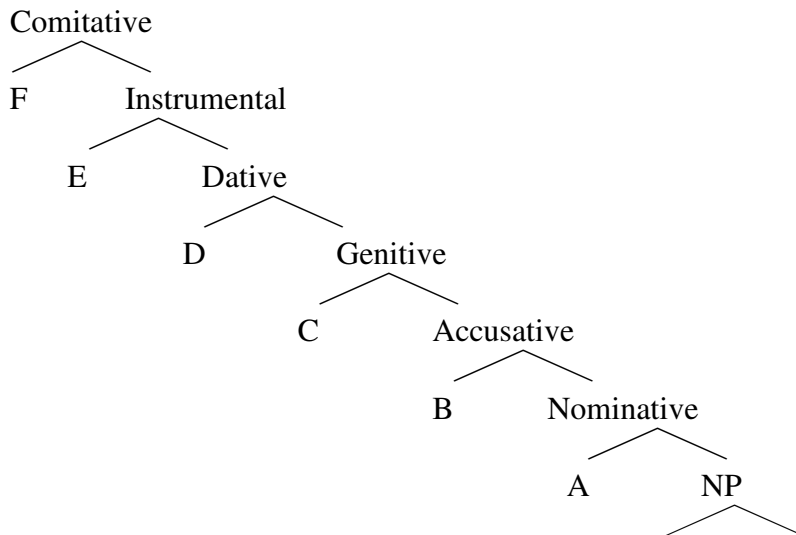 Comitative
F Instrumental
E Dative
D Genitive
C Accusative
B Nominative
A NP